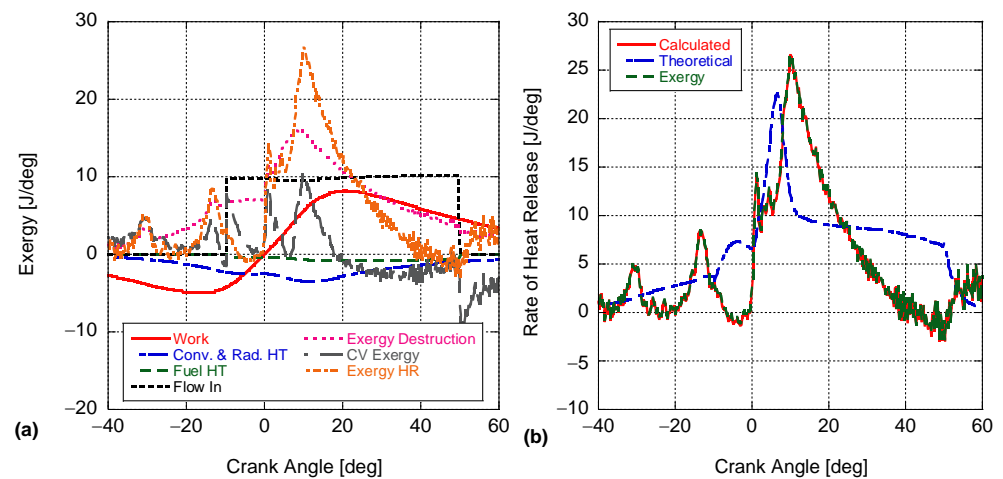 30
20
10
0
−10
−20
Exergy [J/deg]
Work
Conv. & Rad. HT
Fuel HT
Flow In
Exergy Destruction
CV Exergy
Exergy HR
−40
−20
0
20
40
60
Crank Angle [deg]
(a)
30
25
20
15
10
5
0
−5
−10
Rate of Heat Release [J/deg]
Calculated
Theoretical
Exergy
−40
−20
0
20
40
60
Crank Angle [deg]
(b)